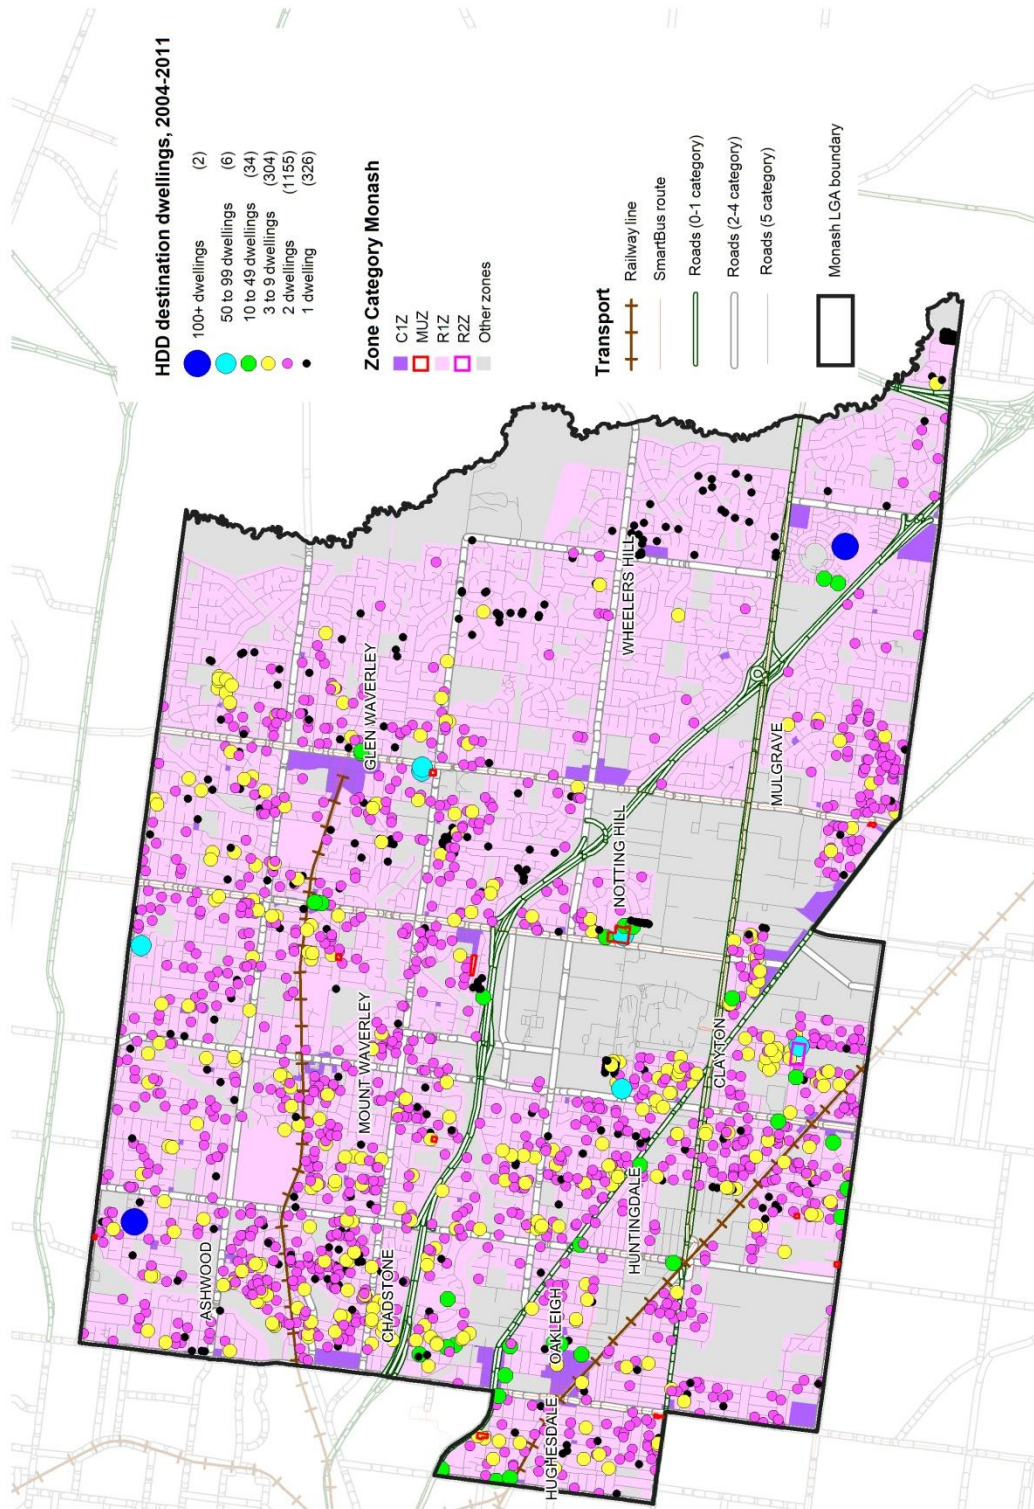 HDD destination dwellings, 2004-2011
100+ dwellings (2)
50 to 99 dwellings (6)
10 to 49 dwellings (34)
3 to 9 dwellings (304)
2 dwellings (1155)
1 dwelling (326)
Zone Category Monash
C1Z
MUZ
R1Z
R2Z
Other zones
Transport
Railway line
SmartBus route
Roads (0-1 category)
Roads (2-4 category)
Roads (5 category)
Monash LGA boundary
ASHWOOD
MOUNT WAVERLEY
GLEN WAVERLEY
CHADSTONE
WHEELERS HILL
NOTTING HILL
HUGHESDALE
OAKLEIGH
HUNTINGDALE
CLAYTON
MULGRAVE